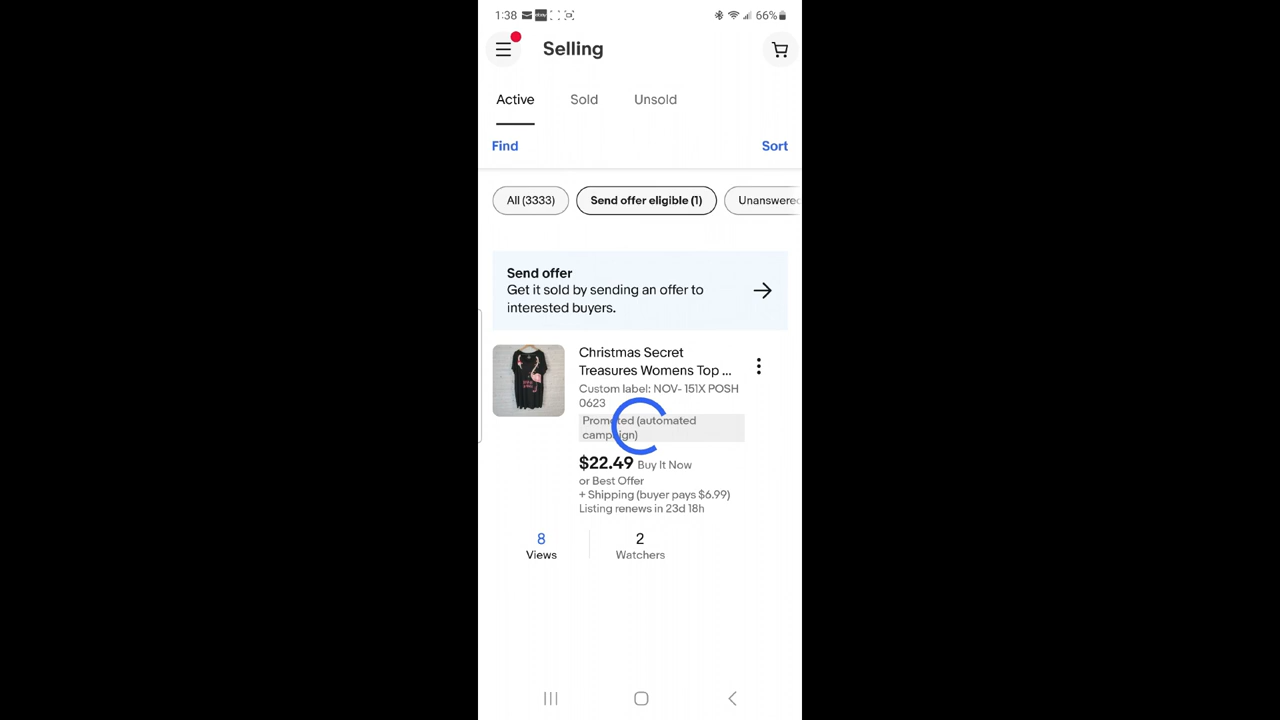 1:38
66%
Selling
Active
Sold
Unsold
Find
Sort
All (3333)
Send offer eligible (1)
Unanswered
Send offer
Get it sold by sending an offer to
interested buyers.
Christmas Secret
Treasures Womens Top ...
Custom label: NOV- 151X POSH
0623
Promoted (automated
campaign)
$22.49 Buy It Now
or Best Offer
+ Shipping (buyer pays $6.99)
Listing renews in 23d 18h
8
Views
2
Watchers